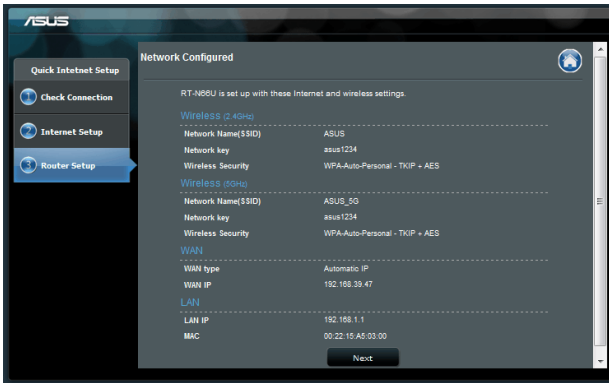 ASUS
Quick Intetnet Setup
1 Check Connection
2 Internet Setup
3 Router Setup
Network Configured
RT-N66U is set up with these Internet and wireless settings.
Wireless (2.4GHz)
Network Name(SSID) ASUS
Network key asus1234
Wireless Security WPA-Auto-Personal - TKIP + AES
Wireless (5GHz)
Network Name(SSID) ASUS_5G
Network key asus1234
Wireless Security WPA-Auto-Personal - TKIP + AES
WAN
WAN type Automatic IP
WAN IP 192.168.39.47
LAN
LAN IP 192.168.1.1
MAC 00:22:15:A5:03:00
Next